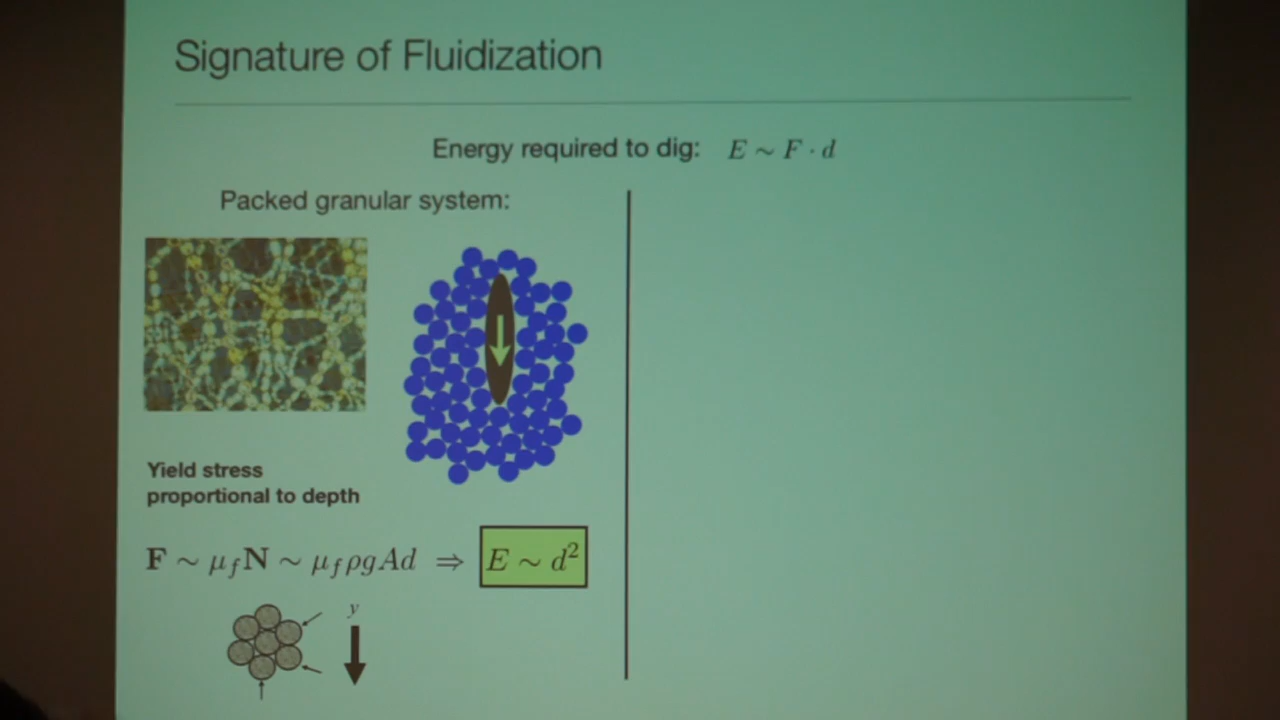 Signature of Fluidization
Energy required to dig: E ∼ F · d
Packed granular system:
Yield stress
proportional to depth
F ∼ μ_f N ∼ μ_f ρgAd ⇒ E ∼ d²
y